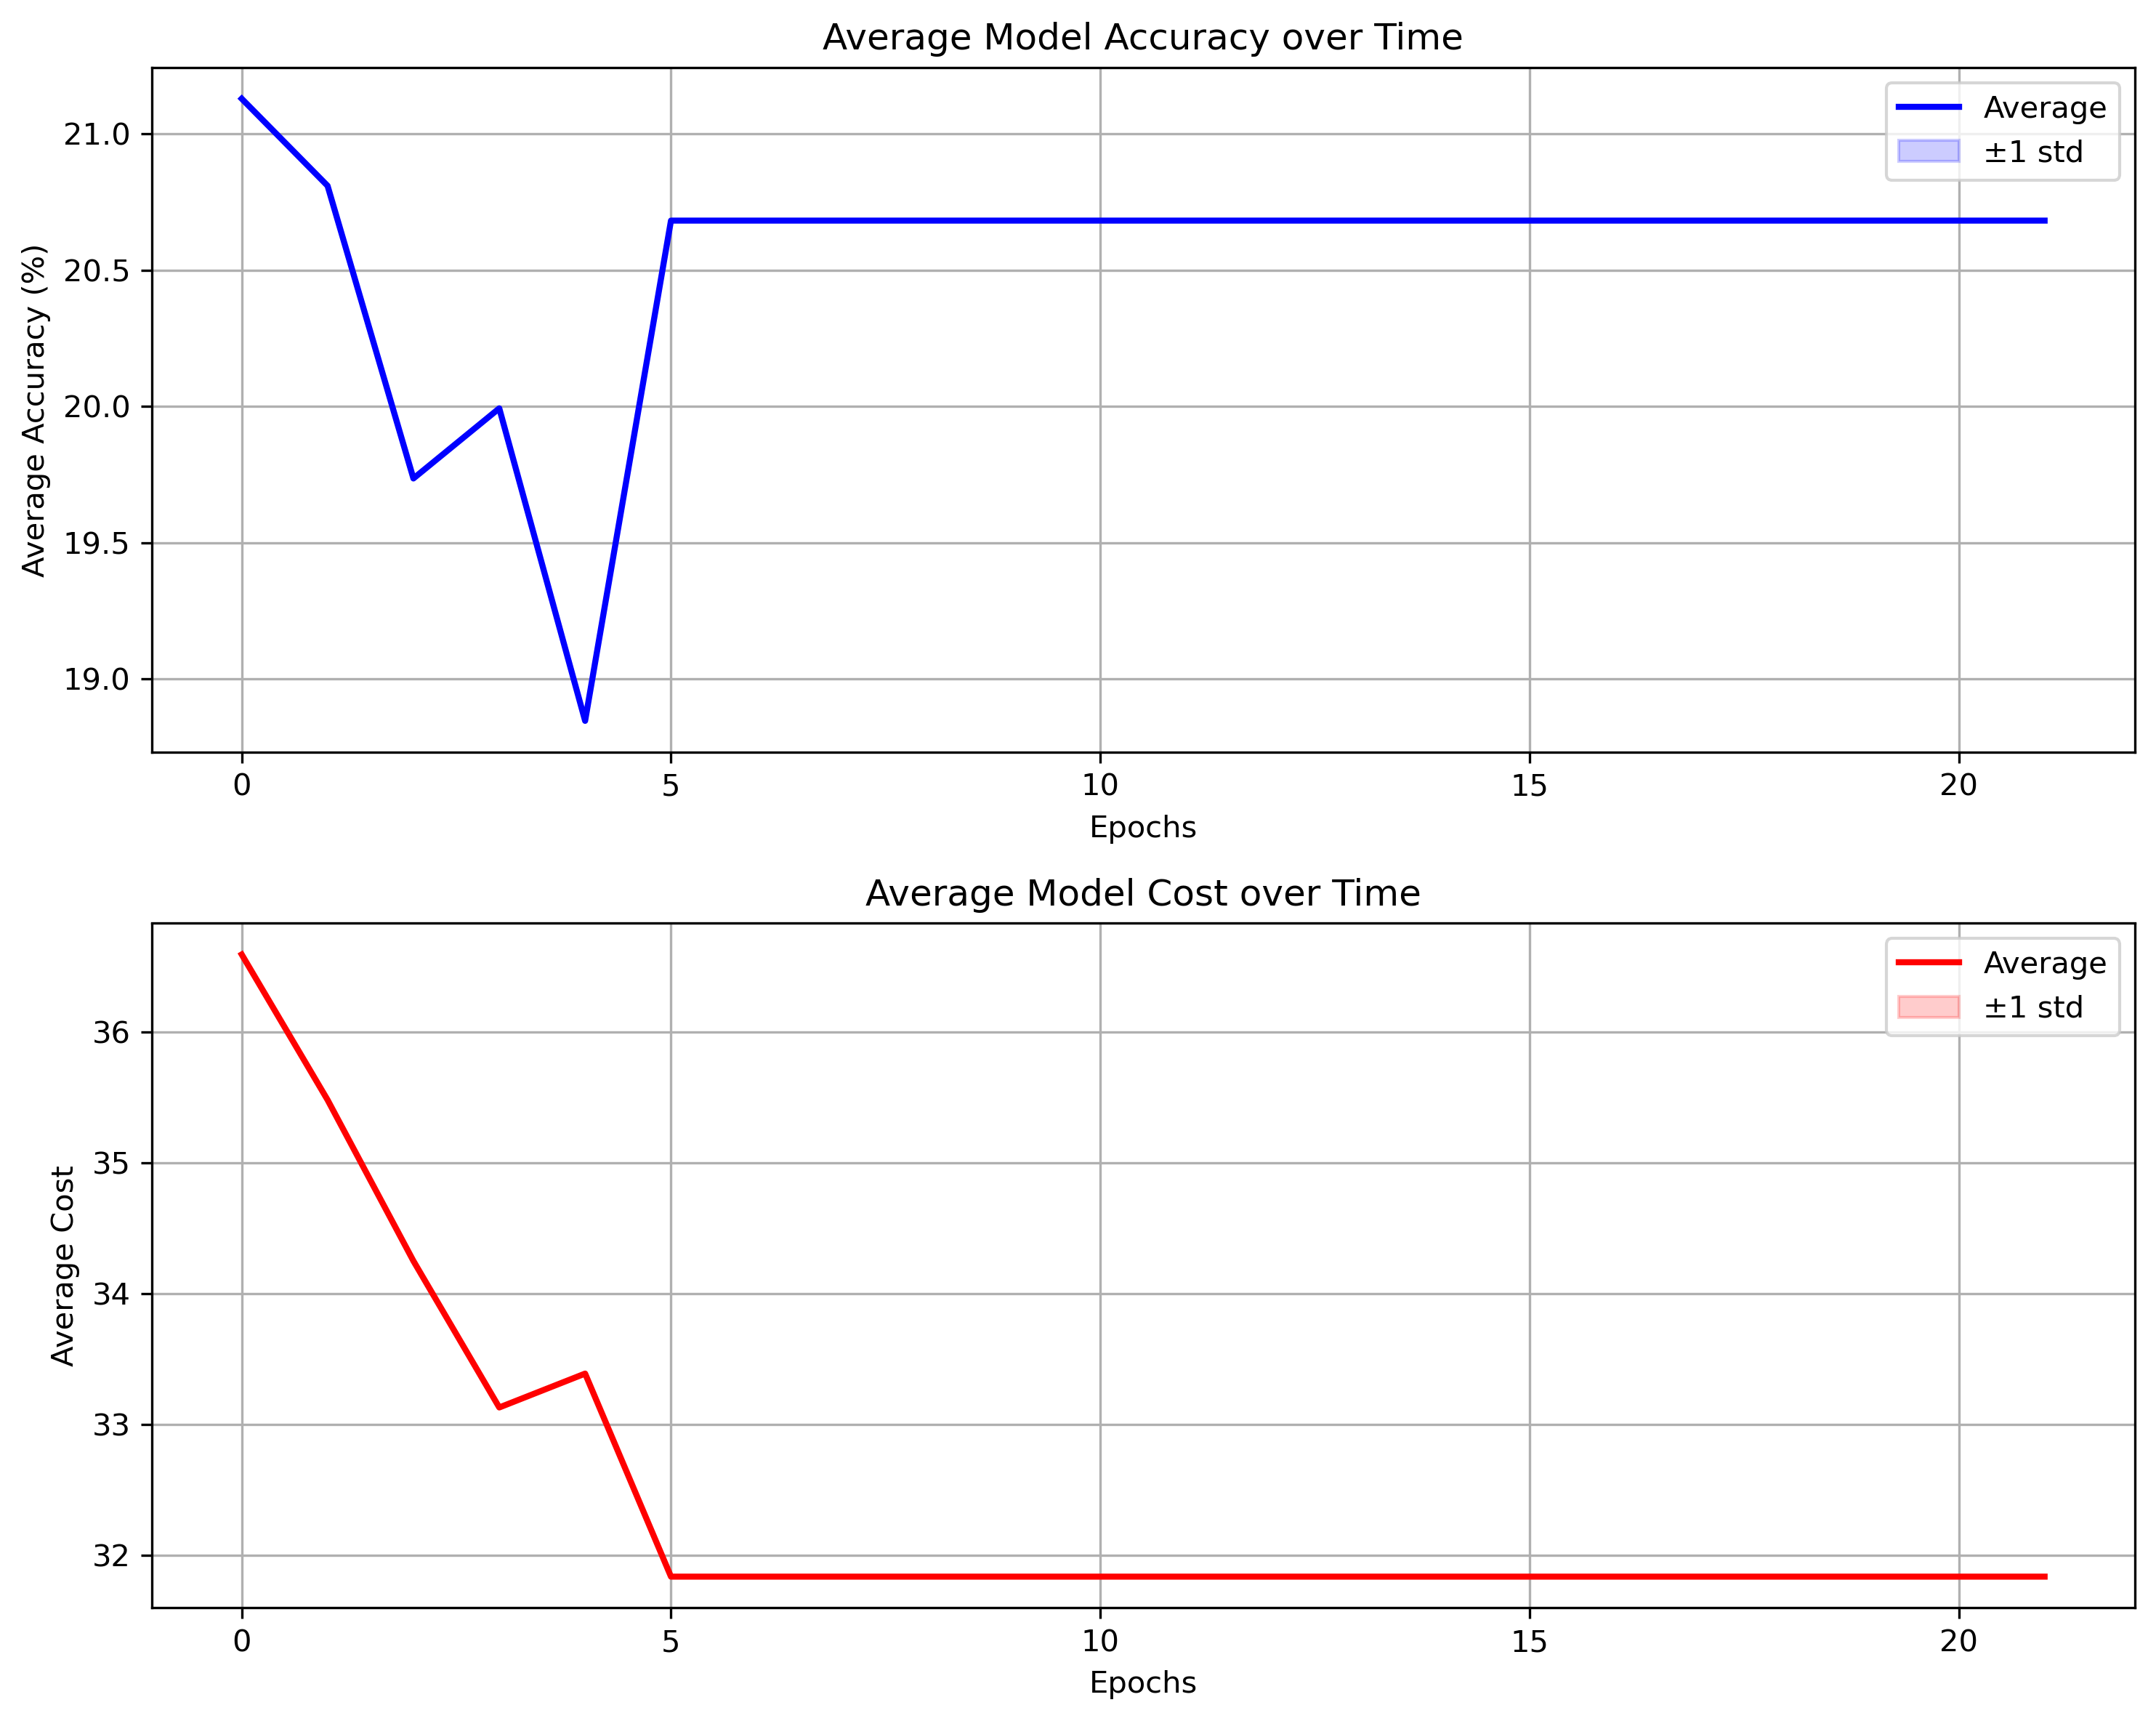 Average Model Accuracy over Time
Average
±1 std
Average Accuracy (%)
21.0
20.5
20.0
19.5
19.0
0 5 10 15 20
Epochs
Average Model Cost over Time
Average
±1 std
Average Cost
36
35
34
33
32
0 5 10 15 20
Epochs